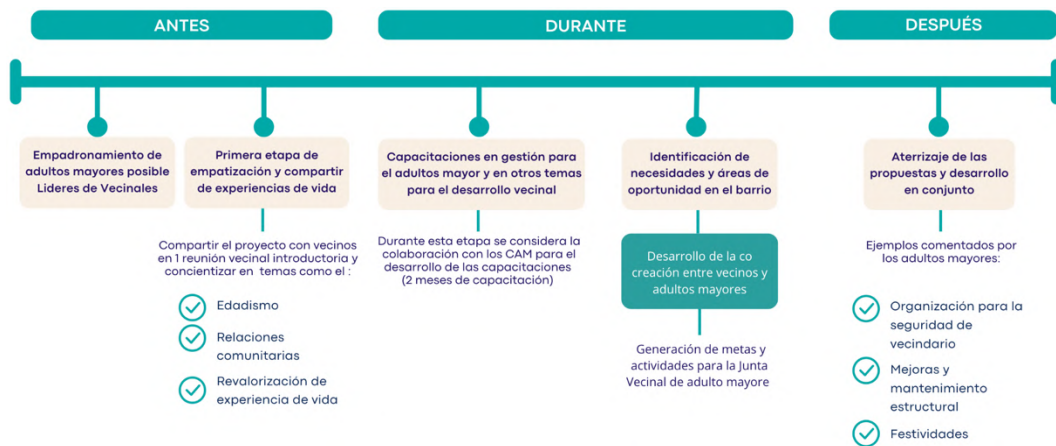 ANTES
DURANTE
DESPUÉS
Empadronamiento de
adultos mayores posible
Lideres de Vecinales
Primera etapa de
empatización y compartir
de experiencias de vida
Compartir el proyecto con vecinos
en 1 reunión vecinal introductoria y
concientizar en temas como el :
Edadismo
Relaciones
comunitarias
Revalorización de
experiencia de vida
Capacitaciones en gestión para
el adulto mayor y en otros temas
para el desarrollo vecinal
Durante esta etapa se considera la
colaboración con los CAM para el
desarrollo de las capacitaciones
(2 meses de capacitación)
Identificación de
necesidades y áreas de
oportunidad en el barrio
Desarrollo de la co
creación entre vecinos y
adultos mayores
Generación de metas y
actividades para la Junta
Vecinal de adulto mayore
Aterrizaje de las
propuestas y desarrollo
en conjunto
Ejemplos comentados por
los adultos mayores:
Organización para la
seguridad de
vecindario
Mejoras y
mantenimiento
estructural
Festividades